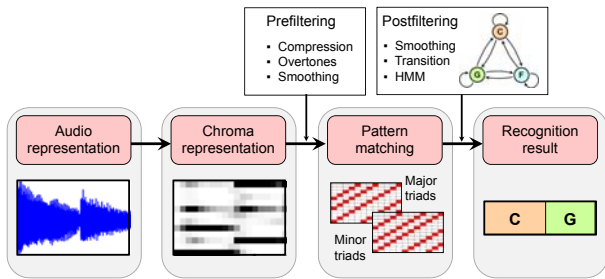 Prefiltering
▪ Compression
▪ Overtones
▪ Smoothing
Postfiltering
▪ Smoothing
▪ Transition
▪ HMM
C
G
F
Audio
representation
Chroma
representation
Pattern
matching
Recognition
result
Major
triads
Minor
triads
C
G